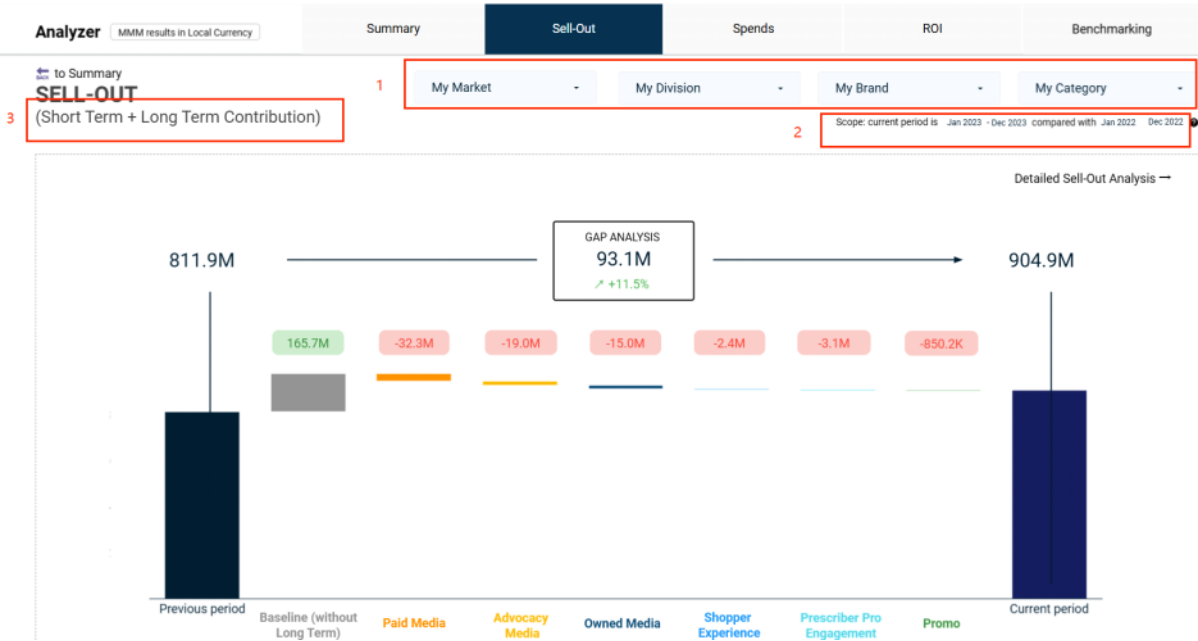 Analyzer MMM results in Local Currency Summary Sell-Out Spends ROI Benchmarking
BACK to Summary
SELL-OUT
1 My Market My Division My Brand My Category
3 (Short Term + Long Term Contribution)
2 Scope: current period is Jan 2023 - Dec 2023 compared with Jan 2022 Dec 2022 ?
Detailed Sell-Out Analysis →
GAP ANALYSIS
811.9M 93.1M 904.9M
↗ +11.5%
165.7M -32.3M -19.0M -15.0M -2.4M -3.1M -850.2K
Previous period Current period
Baseline (without Long Term) Paid Media Advocacy Media Owned Media Shopper Experience Prescriber Pro Engagement Promo